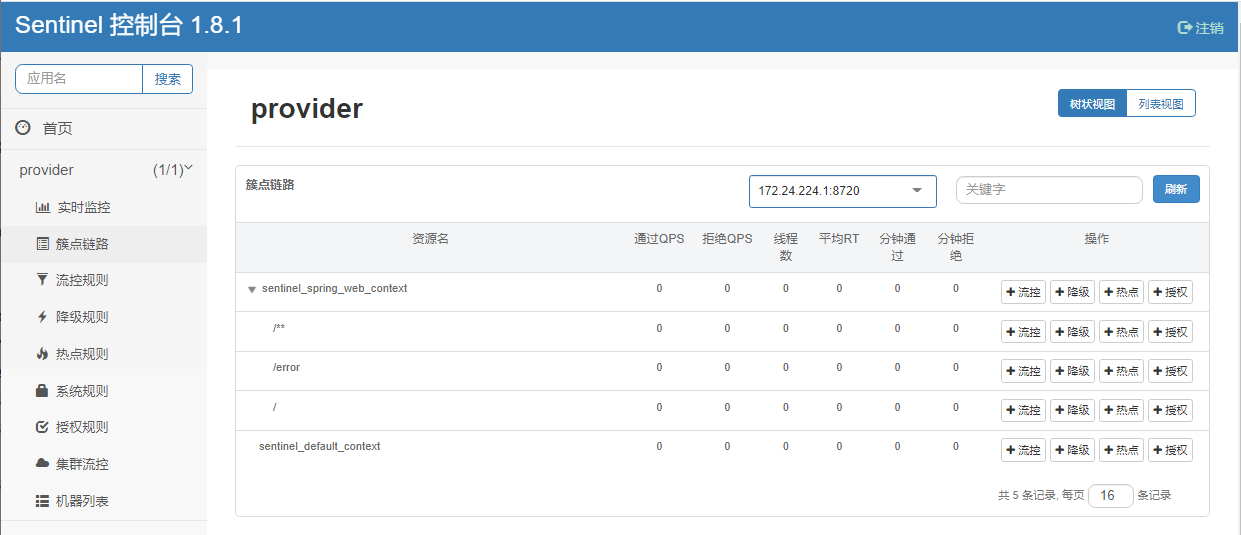 Sentinel 控制台 1.8.1
注销
应用名 搜索
首页
provider (1/1)
实时监控
簇点链路
流控规则
降级规则
热点规则
系统规则
授权规则
集群流控
机器列表
provider
树状视图 列表视图
簇点链路 172.24.224.1:8720 关键字 刷新
资源名 通过QPS 拒绝QPS 线程数 平均RT 分钟通过 分钟拒绝 操作
sentinel_spring_web_context 0 0 0 0 0 0 流控 降级 热点 授权
/** 0 0 0 0 0 0 流控 降级 热点 授权
/error 0 0 0 0 0 0 流控 降级 热点 授权
/ 0 0 0 0 0 0 流控 降级 热点 授权
sentinel_default_context 0 0 0 0 0 0 流控 降级 热点 授权
共 5 条记录, 每页 16 条记录